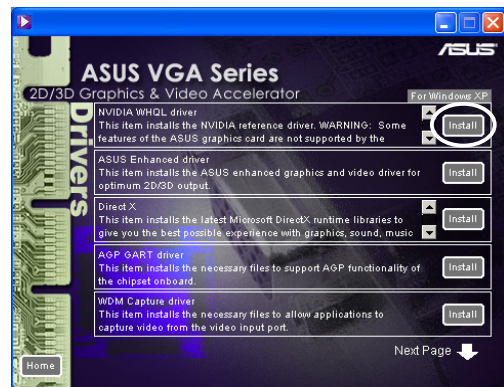 ASUS
ASUS VGA Series
2D/3D Graphics & Video Accelerator
For Windows XP
Drivers
NVIDIA WHQL driver
This item installs the NVIDIA reference driver. WARNING: Some
features of the ASUS graphics card are not supported by the
Install
ASUS Enhanced driver
This item installs the ASUS enhanced graphics and video driver for
optimum 2D/3D output.
Install
Direct X
This item installs the latest Microsoft DirectX runtime libraries to
give you the best possible experience with graphics, sound, music
Install
AGP GART driver
This item installs the necessary files to support AGP functionality of
the chipset onboard.
Install
WDM Capture driver
This item installs the necessary files to allow applications to
capture video from the video input port.
Install
Next Page
Home